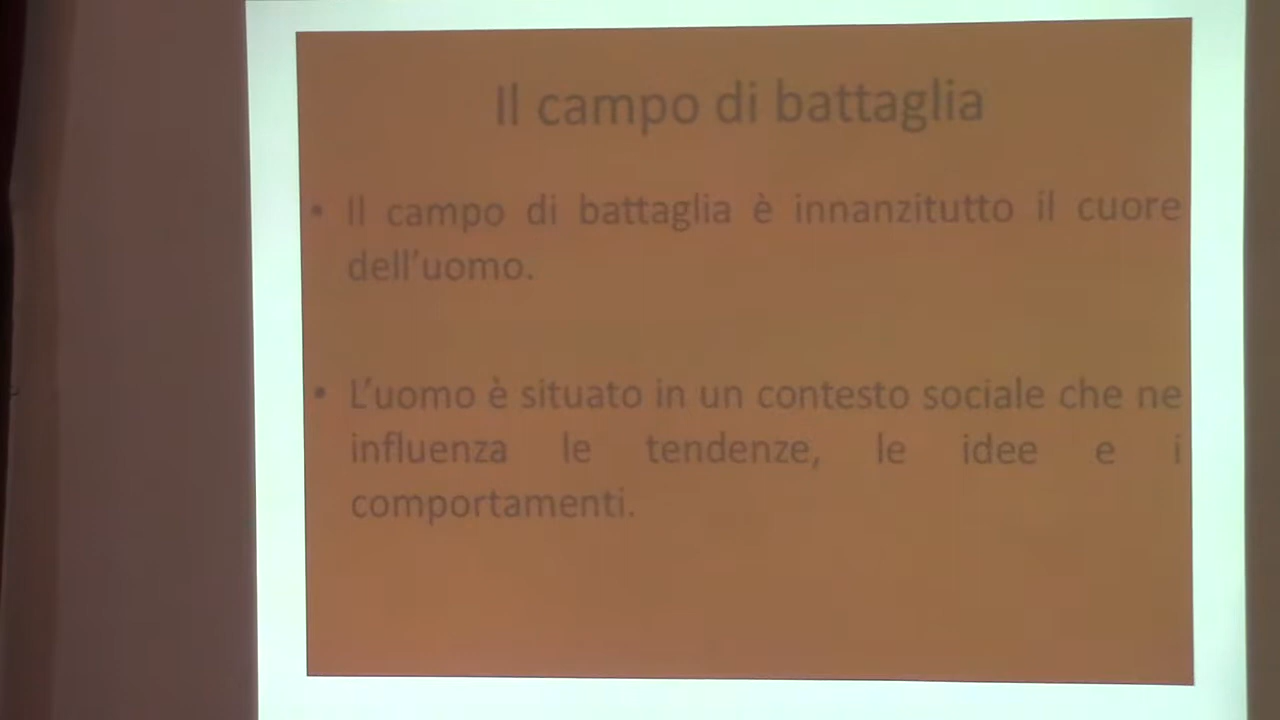 Il campo di battaglia
• Il campo di battaglia è innanzitutto il cuore
dell'uomo.
• L'uomo è situato in un contesto sociale che ne
influenza le tendenze, le idee e i
comportamenti.